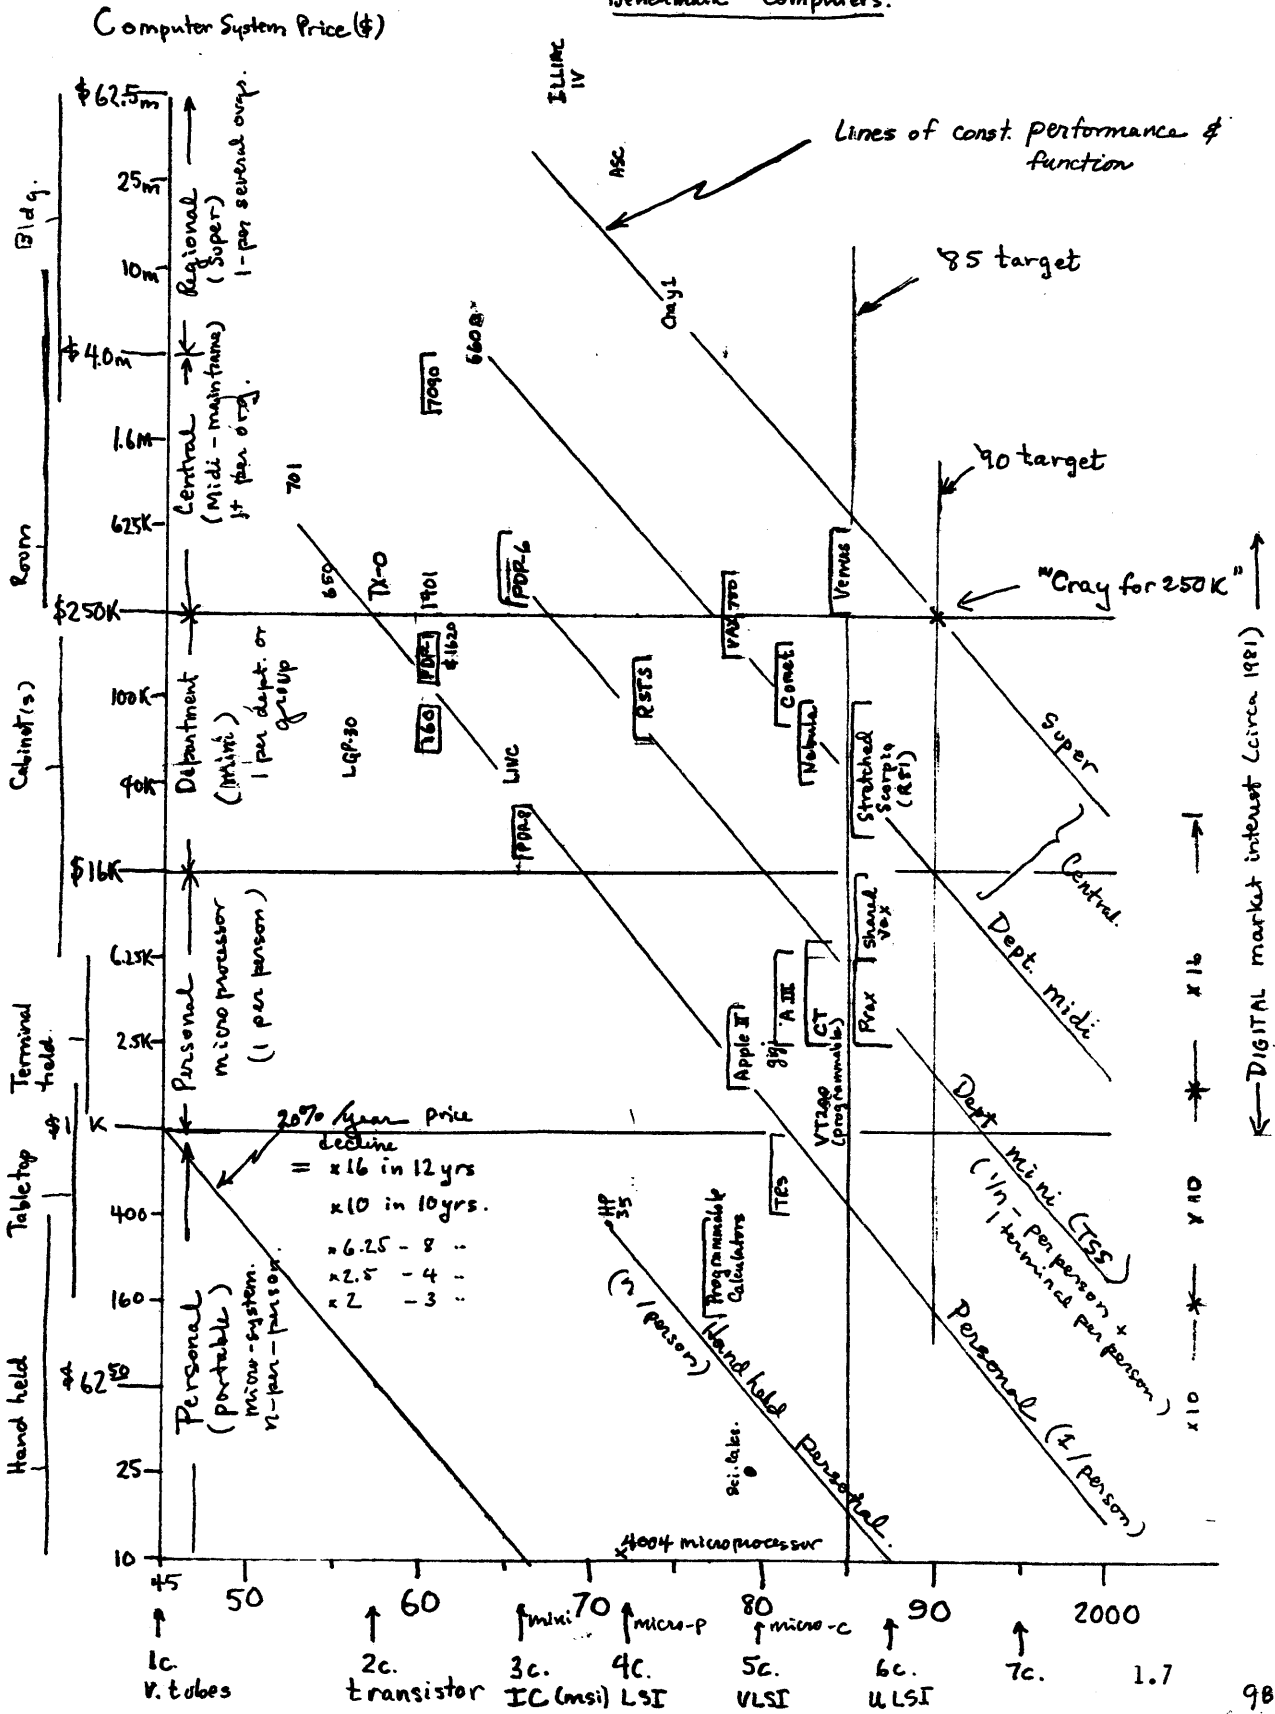 Benchmark Computers.
Computer System Price ($)
ILLIAC
IV
Lines of const. performance &
function
ASC
'85 target
'90 target
"Cray for 250K"
Cray 1
6600
7090
701
650
TX-0
1401
PDP-6
VAX 780
Venus
PDP-1
$ 1620
160
LGP-30
LINC
RSTS
Comet
Nebula
Stretched
Scorpio
(RSI)
PDP-8
shared
vax
Pvax
Apple II
gigi
A III
CT
VT200
(programmable)
TRS
HP
35
Programmable
Calculators
(n/person)
Hand held personal
4004 microprocessor
Super
Central.
Dept. midi
Dept mini (TSS)
(1/n - per person x
1 terminal per person)
Personal (1/person)
20%/year price
decline
= x16 in 12 yrs
x10 in 10 yrs.
x6.25 - 8 "
x2.5 - 4 "
x2 - 3 "
$62.5m
25m
10m
$4.0m
1.6M
625K
$250K
100K
40K
$16K
6.25K
2.5K
$1K
400
160
$62 50
25
10
Bldg.
Room
Cabinet(s)
Terminal
held
Tabletop
Hand held
Regional
(Super)
1-per several orgs.
Central
(Midi - mainframe)
1+ per org.
Department
(mini)
1 per dept. or
group
Personal
microprocessor
(1 per person)
Personal
(portable)
micro-system.
n-per-person.
x16
x10
x10
DIGITAL market interest (circa 1981)
45 50 60 70 80 90 2000
mini
micro-p
micro-c
1c. 2c. 3c. 4c. 5c. 6c. 7c. 1.7
v. tubes transistor IC (msi) LSI VLSI ULSI
98